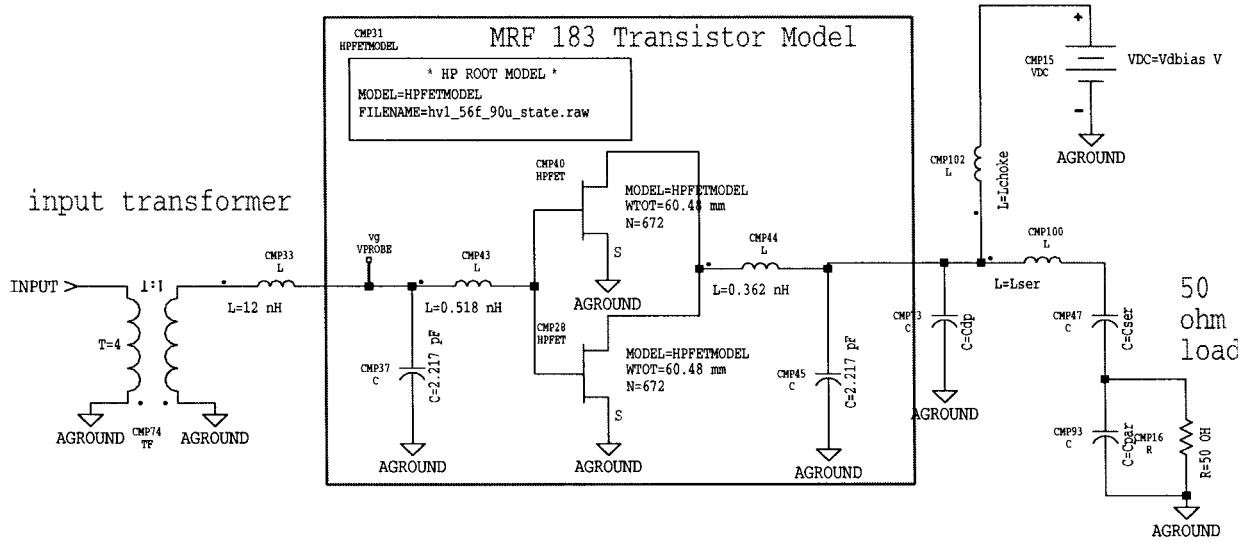 MRF 183 Transistor Model
CMP31
HPFETMODEL
* HP ROOT MODEL *
MODEL=HPFETMODEL
FILENAME=hv1_56f_90u_state.raw
CMP15
VDC
+
-
VDC=Vdbias V
AGROUND
CMP102
L
L=Lchoke
input transformer
INPUT
1:1
T=4
AGROUND
CMP74
TF
AGROUND
CMP33
L
L=12 nH
vg
VPROBE
CMP43
L
L=0.518 nH
CMP37
C
C=2.217 pF
AGROUND
CMP40
HPFET
MODEL=HPFETMODEL
WTOT=60.48 mm
N=672
S
AGROUND
CMP28
HPFET
MODEL=HPFETMODEL
WTOT=60.48 mm
N=672
S
AGROUND
CMP44
L
L=0.362 nH
CMP45
C
C=2.217 pF
AGROUND
C
C=Cdp
AGROUND
CMP100
L
L=Lser
CMP47
C
C=Cser
50
ohm
load
CMP93
C
C=Cpar
CMP16
R
R=50 OH
AGROUND